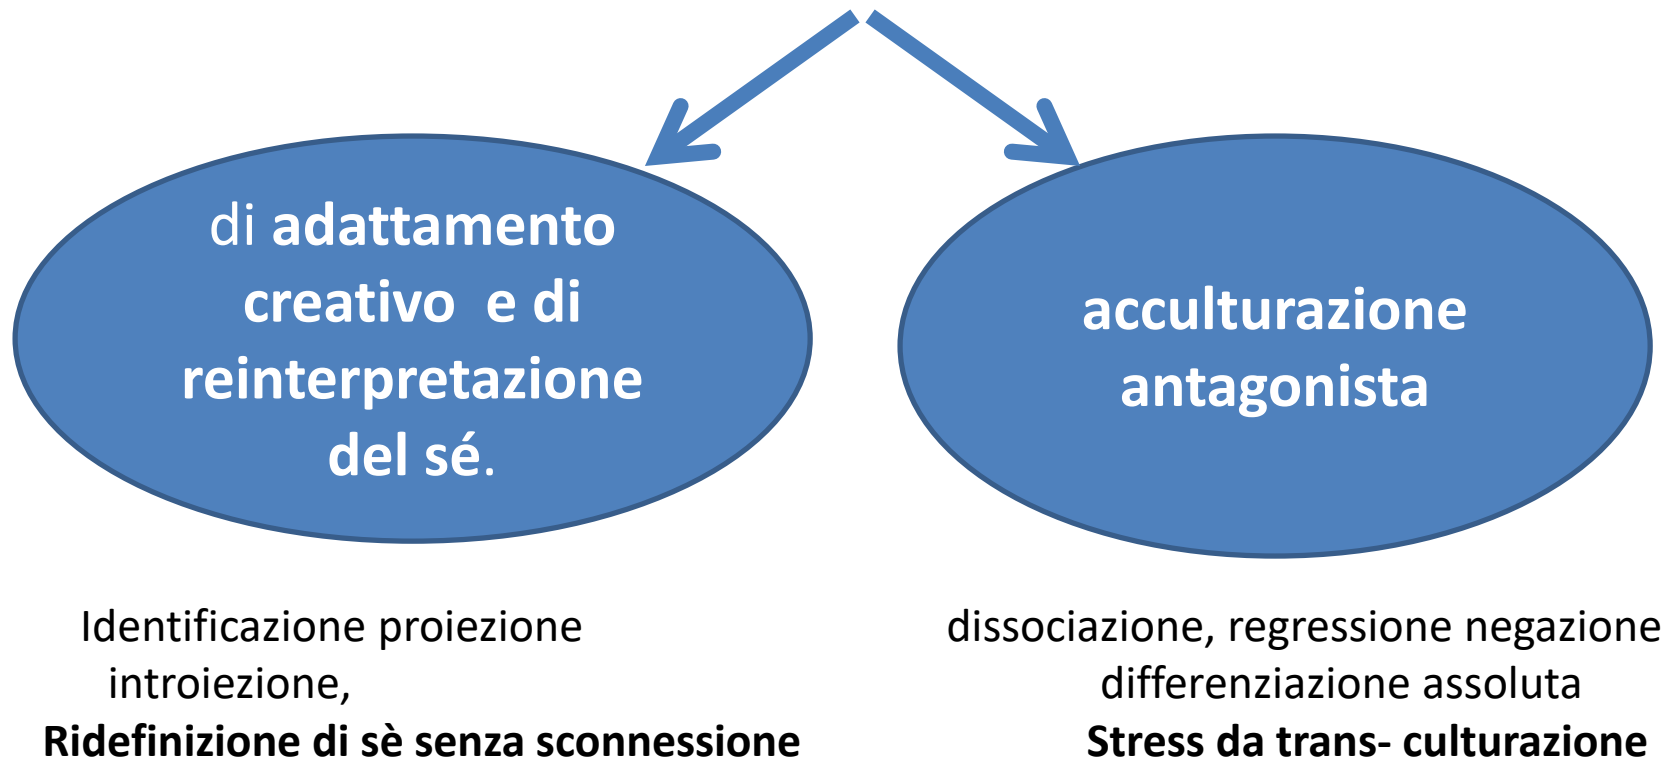 di adattamento
creativo  e di
reinterpretazione
del sé.
acculturazione
antagonista
Identificazione proiezione
introiezione,
Ridefinizione di sè senza sconnessione
dissociazione, regressione negazione
differenziazione assoluta
Stress da trans- culturazione